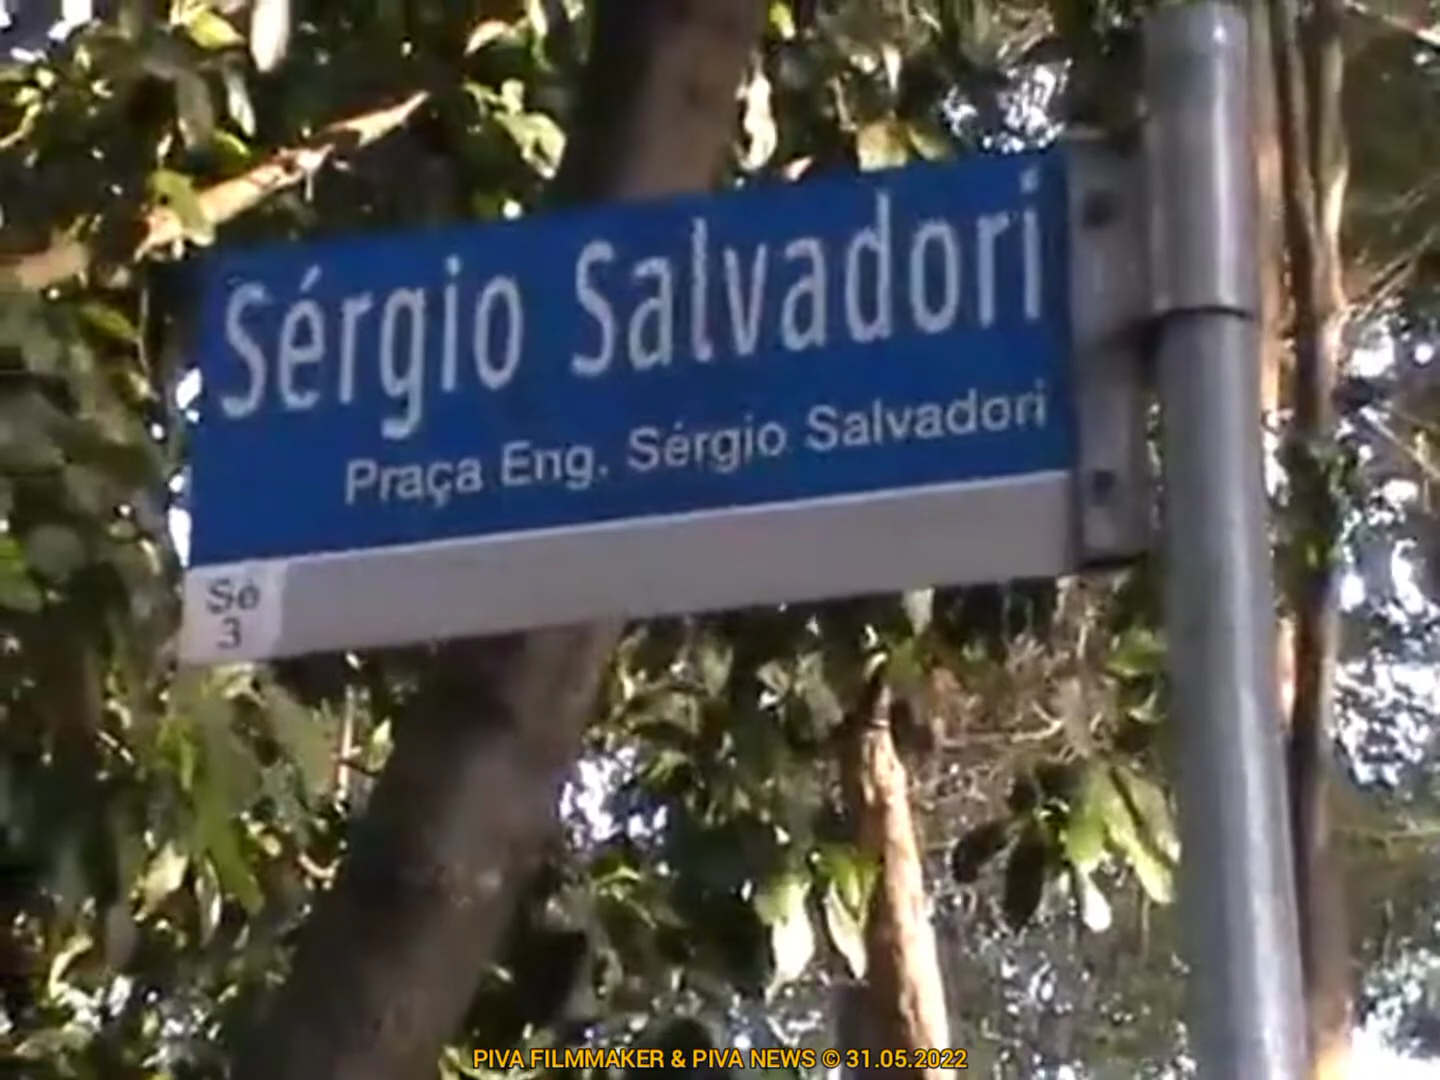 Sérgio Salvadori
Praça Eng. Sérgio Salvadori
Sé
3
PIVA FILMMAKER & PIVA NEWS © 31.05.2022